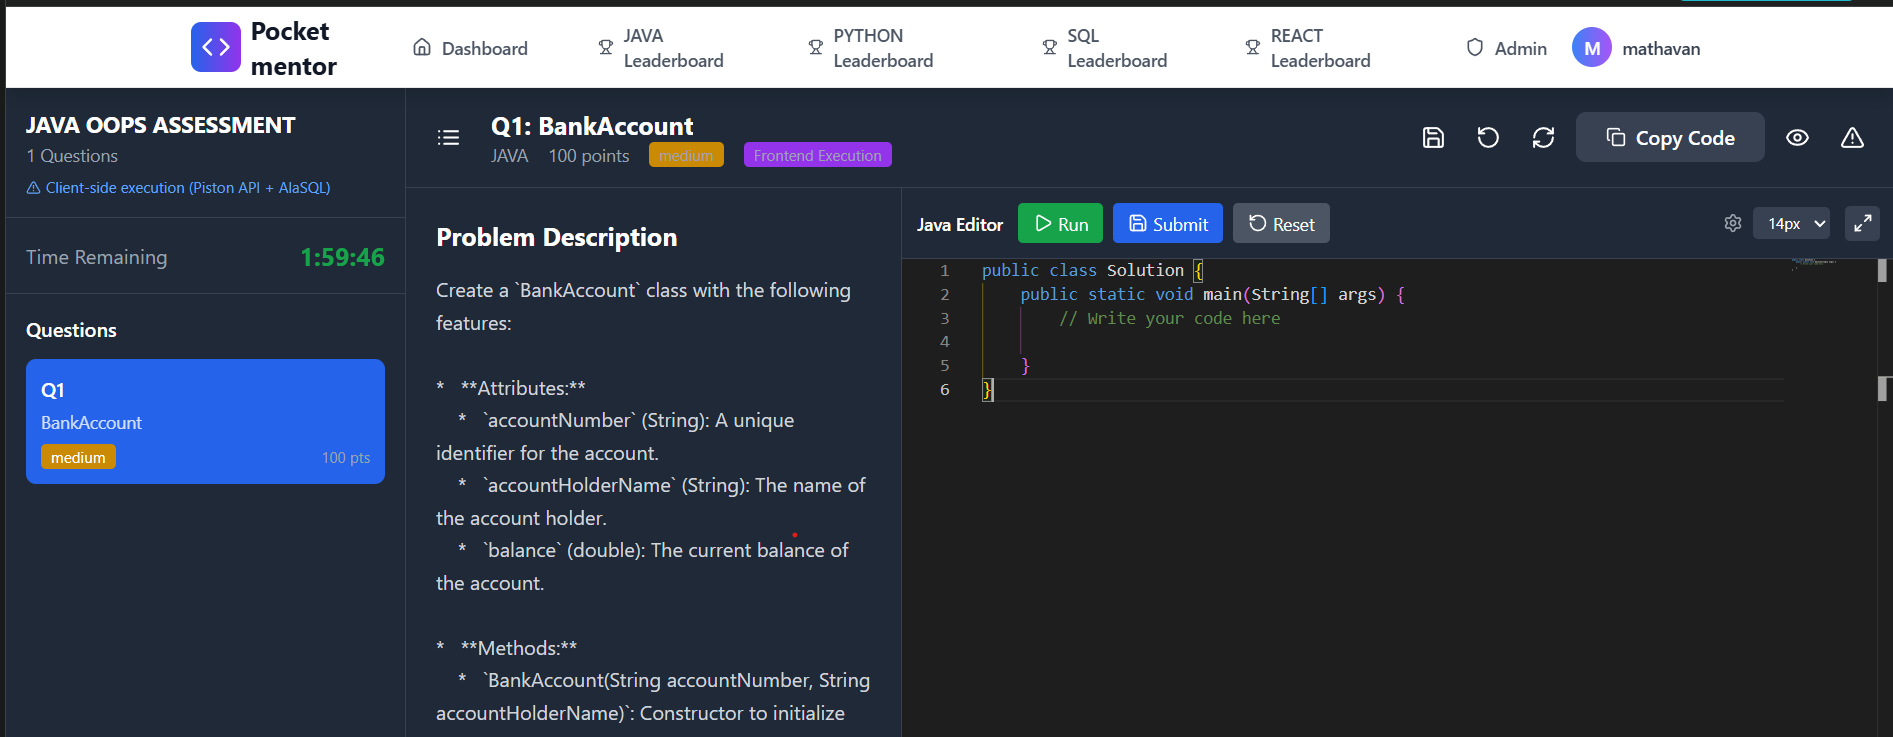 Pocket
mentor
Dashboard
JAVA
Leaderboard
PYTHON
Leaderboard
SQL
Leaderboard
REACT
Leaderboard
Admin
M
mathavan
JAVA OOPS ASSESSMENT
1 Questions
Client-side execution (Piston API + AlaSQL)
Time Remaining
1:59:46
Questions
Q1
BankAccount
medium
100 pts
Q1: BankAccount
JAVA
100 points
medium
Frontend Execution
Copy Code
Problem Description
Create a `BankAccount` class with the following
features:
* **Attributes:**
* `accountNumber` (String): A unique
identifier for the account.
* `accountHolderName` (String): The name of
the account holder.
* `balance` (double): The current balance of
the account.
* **Methods:**
* `BankAccount(String accountNumber, String
accountHolderName)`: Constructor to initialize
Java Editor
Run
Submit
Reset
14px
1 public class Solution {
2 public static void main(String[] args) {
3 // Write your code here
4
5 }
6 }